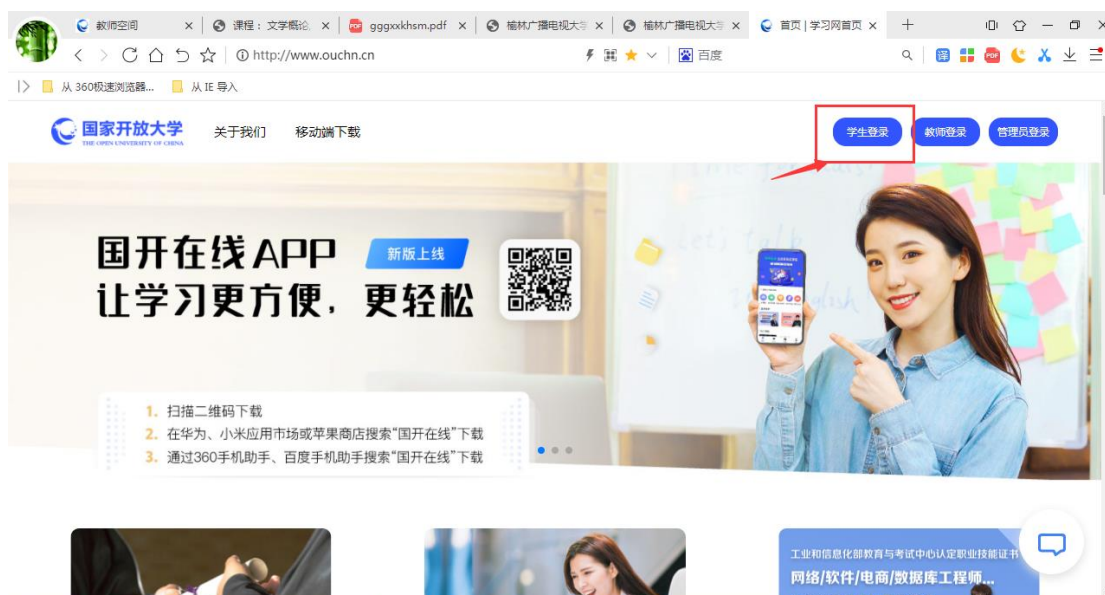 教师空间
课程：文学概论
gggxxkhsm.pdf
榆林广播电视大学
榆林广播电视大学
首页 | 学习网首页
http://www.ouchn.cn
百度
译
PDF
从 360极速浏览器...
从 IE 导入
国家开放大学
THE OPEN UNIVERSITY OF CHINA
关于我们
移动端下载
学生登录
教师登录
管理员登录
国开在线APP
新版上线
让学习更方便，更轻松
1. 扫描二维码下载
2. 在华为、小米应用市场或苹果商店搜索“国开在线”下载
3. 通过360手机助手、百度手机助手搜索“国开在线”下载
工业和信息化部教育与考试中心认定职业技能证书
网络/软件/电商/数据库工程师...